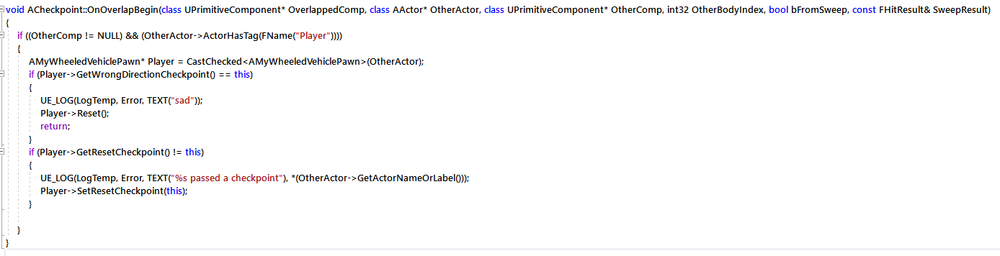 void ACheckpoint::OnOverlapBegin(class UPrimitiveComponent* OverlappedComp, class AActor* OtherActor, class UPrimitiveComponent* OtherComp, int32 OtherBodyIndex, bool bFromSweep, const FHitResult& SweepResult)
{
if ((OtherComp != NULL) && (OtherActor->ActorHasTag(FName("Player"))))
{
AMyWheeledVehiclePawn* Player = CastChecked<AMyWheeledVehiclePawn>(OtherActor);
if (Player->GetWrongDirectionCheckpoint() == this)
{
UE_LOG(LogTemp, Error, TEXT("sad"));
Player->Reset();
return;
}
if (Player->GetResetCheckpoint() != this)
{
UE_LOG(LogTemp, Error, TEXT("%s passed a checkpoint"), *(OtherActor->GetActorNameOrLabel()));
Player->SetResetCheckpoint(this);
}
}
}